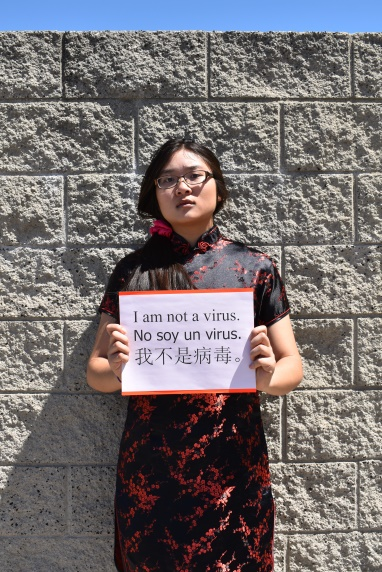 I am not a virus.
No soy un virus.
我不是病毒。